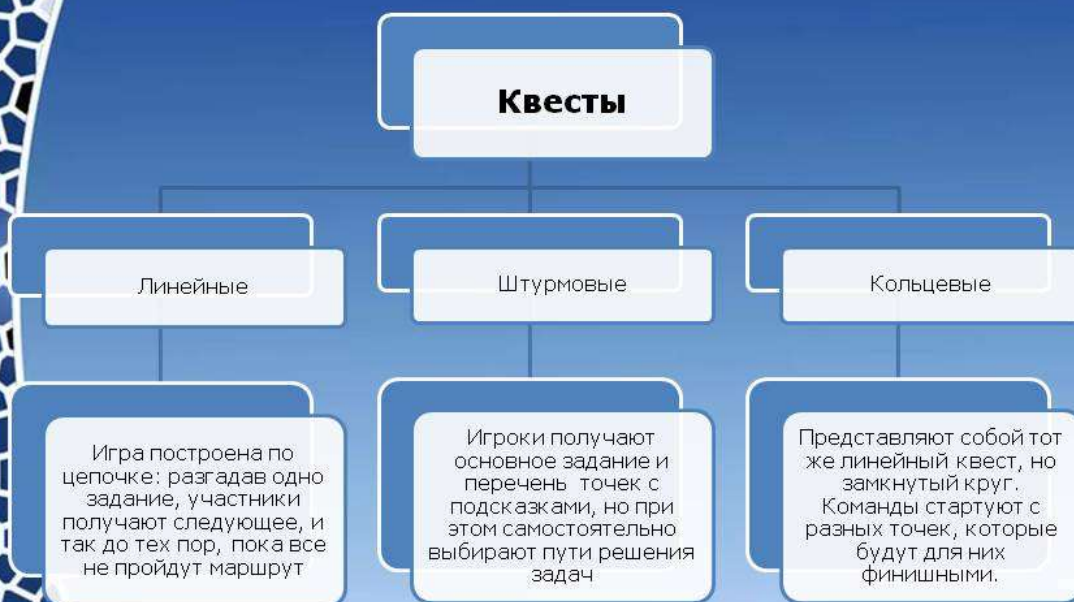 Квесты
Линейные
Штурмовые
Кольцевые
Игра построена по
цепочке: разгадав одно
задание, участники
получают следующее, и
так до тех пор, пока все
не пройдут маршрут
Игроки получают
основное задание и
перечень точек с
подсказками, но при
этом самостоятельно
выбирают пути решения
задач
Представляют собой тот
же линейный квест, но
замкнутый круг.
Команды стартуют с
разных точек, которые
будут для них
финишными.